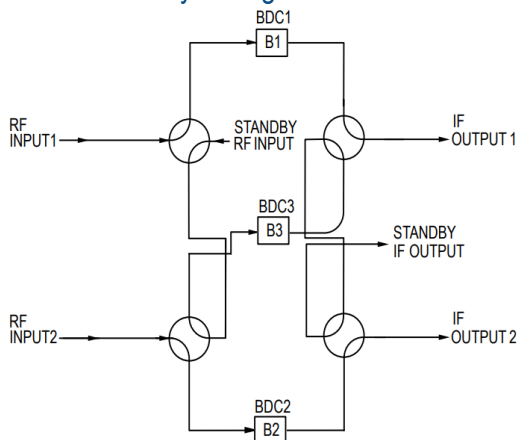 BDC1
B1
RF
INPUT1
STANDBY
RF INPUT
IF
OUTPUT 1
BDC3
B3
STANDBY
IF OUTPUT
RF
INPUT2
IF
OUTPUT 2
BDC2
B2